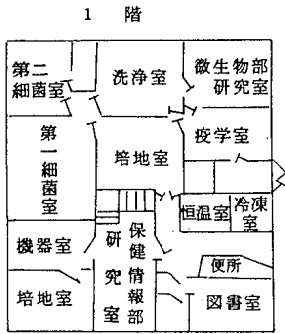 1 階
第二
細菌室
洗浄室
微生物部
研究室
疫学室
第一細菌室
培地室
恒温室
冷凍
室
機器室
保健情報部
研究室
便所
培地室
図書室